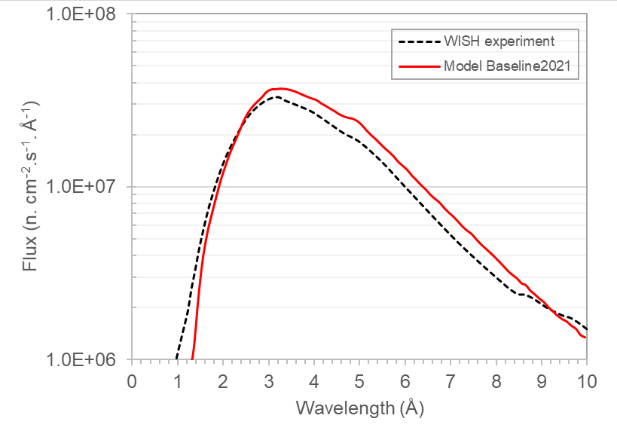 1.0E+08
WISH experiment
Model Baseline2021
1.0E+07
1.0E+06
Flux (n. cm⁻².s⁻¹. Å⁻¹)
0 1 2 3 4 5 6 7 8 9 10
Wavelength (Å)